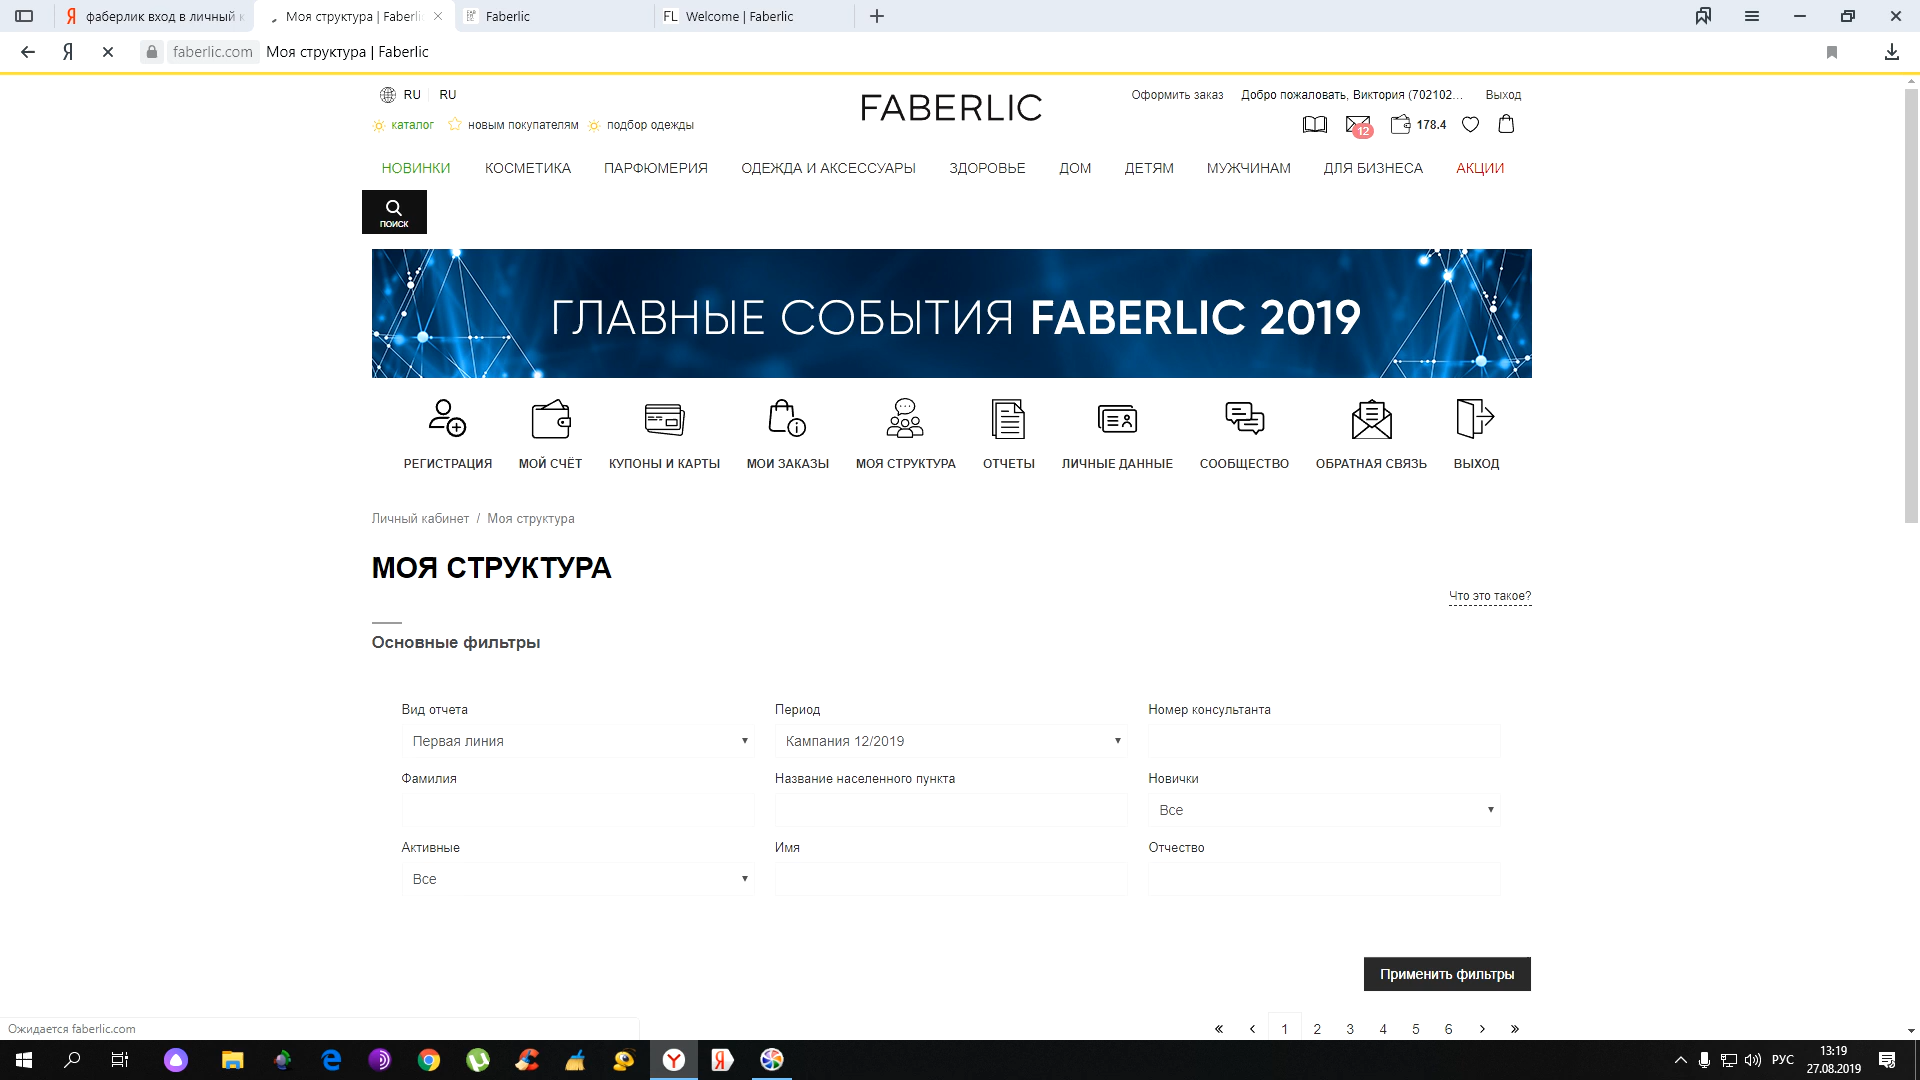 фаберлик вход в личный к
Моя структура | Faberli
Faberlic
FL Welcome | Faberlic
Я
faberlic.com Моя структура | Faberlic
RU RU
Оформить заказ
Добро пожаловать, Виктория (702102...
Выход
FABERLIC
каталог
новым покупателям
подбор одежды
12
178.4
НОВИНКИ КОСМЕТИКА ПАРФЮМЕРИЯ ОДЕЖДА И АКСЕССУАРЫ ЗДОРОВЬЕ ДОМ ДЕТЯМ МУЖЧИНАМ ДЛЯ БИЗНЕСА АКЦИИ
ПОИСК
ГЛАВНЫЕ СОБЫТИЯ FABERLIC 2019
РЕГИСТРАЦИЯ МОЙ СЧЁТ КУПОНЫ И КАРТЫ МОИ ЗАКАЗЫ МОЯ СТРУКТУРА ОТЧЕТЫ ЛИЧНЫЕ ДАННЫЕ СООБЩЕСТВО ОБРАТНАЯ СВЯЗЬ ВЫХОД
Личный кабинет / Моя структура
МОЯ СТРУКТУРА
Что это такое?
Основные фильтры
Вид отчета Период Номер консультанта
Первая линия Кампания 12/2019
Фамилия Название населенного пункта Новички
Все
Активные Имя Отчество
Все
Применить фильтры
« ‹ 1 2 3 4 5 6 › »
Ожидается faberlic.com
РУС
13:19
27.08.2019